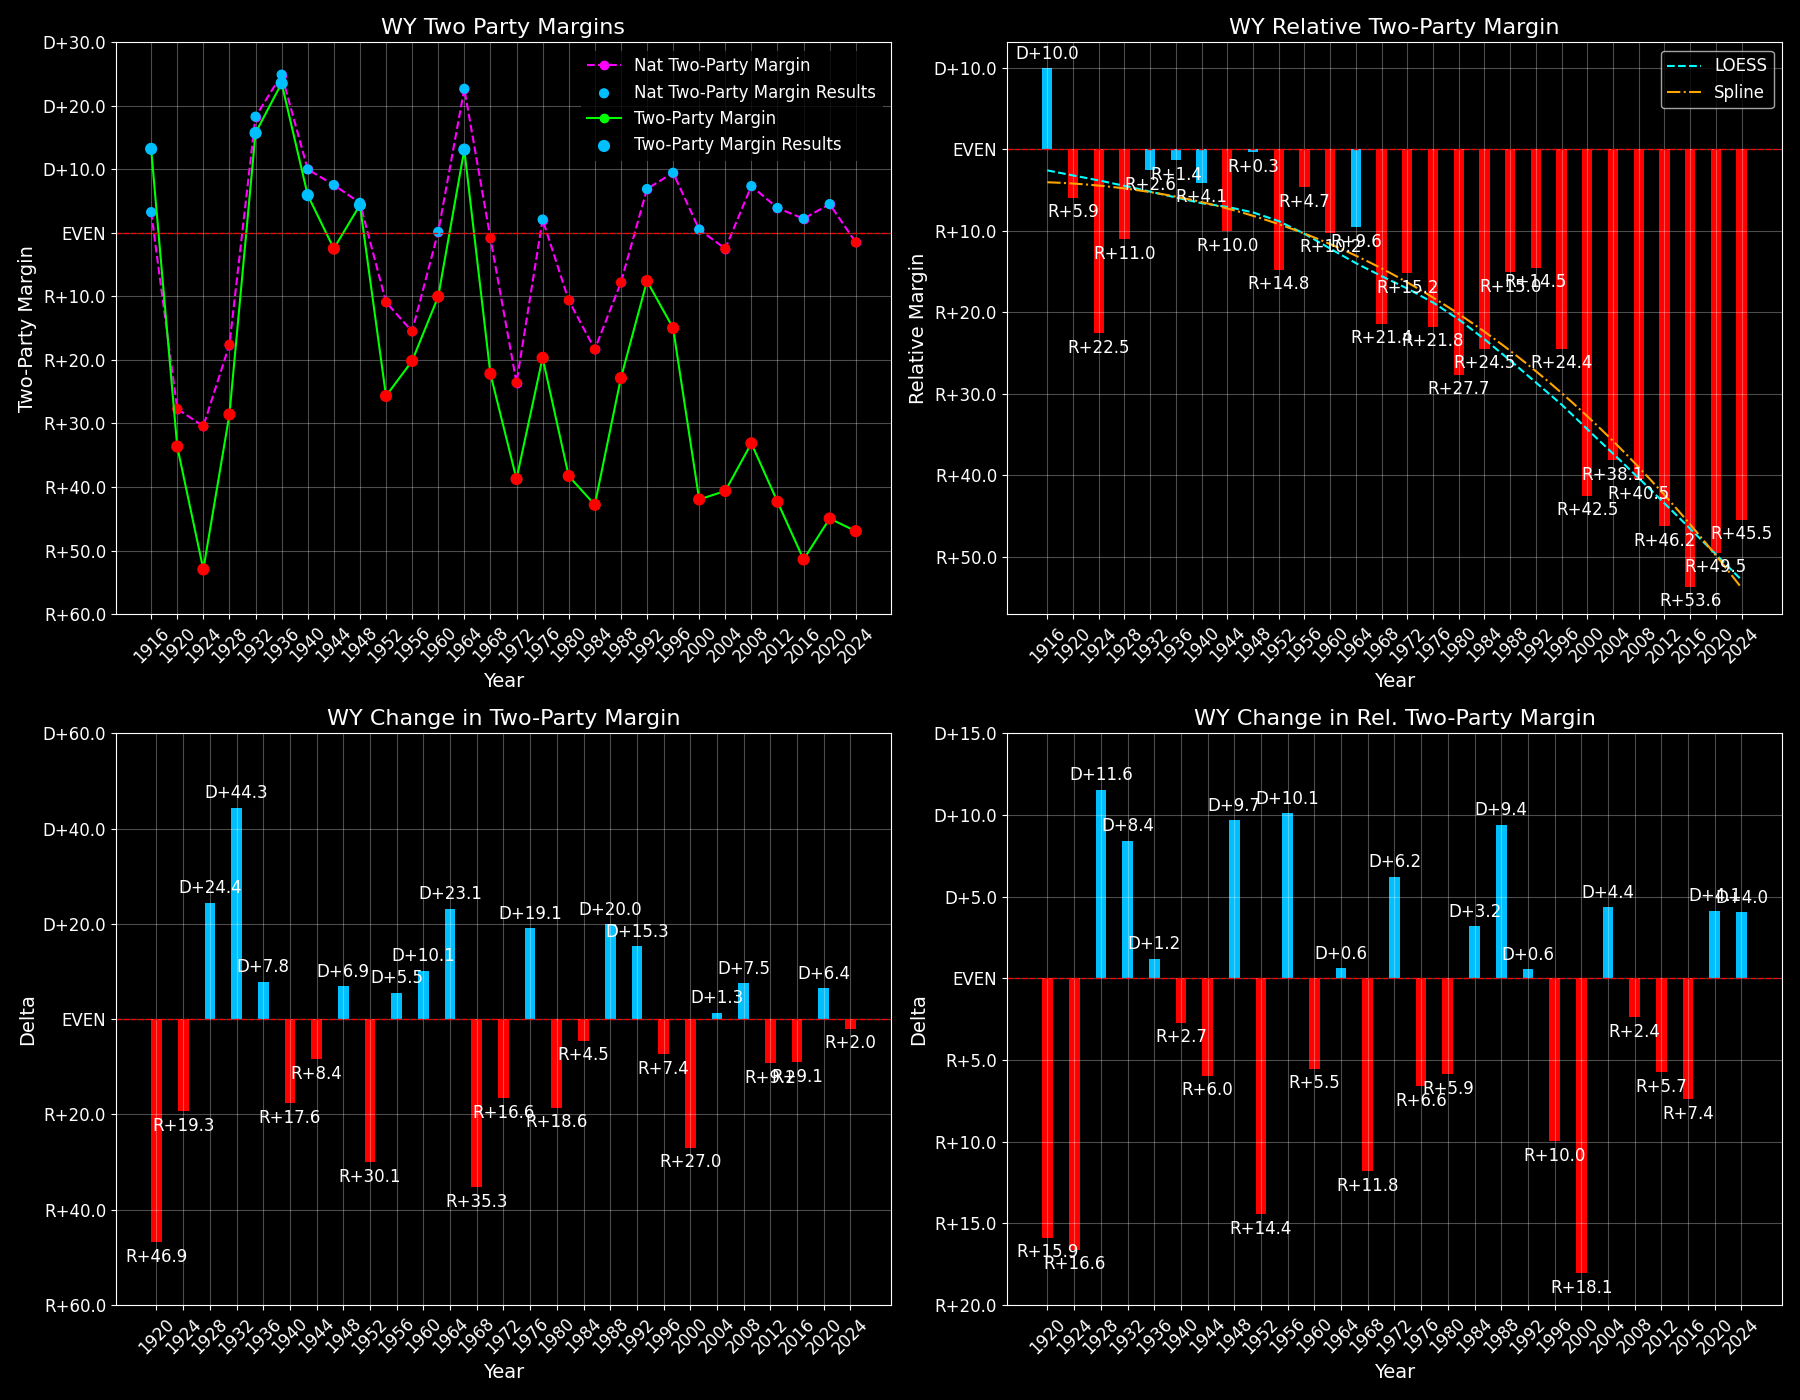 WY Two Party Margins
D+30.0
D+20.0
D+10.0
EVEN
R+10.0
R+20.0
R+30.0
R+40.0
R+50.0
R+60.0
Two-Party Margin
Nat Two-Party Margin
Nat Two-Party Margin Results
Two-Party Margin
Two-Party Margin Results
1916 1920 1924 1928 1932 1936 1940 1944 1948 1952 1956 1960 1964 1968 1972 1976 1980 1984 1988 1992 1996 2000 2004 2008 2012 2016 2020 2024
Year
WY Relative Two-Party Margin
D+10.0
EVEN
R+10.0
R+20.0
R+30.0
R+40.0
R+50.0
Relative Margin
LOESS
Spline
D+10.0 R+5.9 R+22.5 R+11.0 R+2.6 R+1.4 R+4.1 R+10.0 R+0.3 R+14.8 R+4.7 R+10.2 R+9.6 R+21.4 R+15.2 R+21.8 R+27.7 R+24.5 R+15.0 R+14.5 R+24.4 R+42.5 R+38.1 R+40.5 R+46.2 R+53.6 R+49.5 R+45.5
1916 1920 1924 1928 1932 1936 1940 1944 1948 1952 1956 1960 1964 1968 1972 1976 1980 1984 1988 1992 1996 2000 2004 2008 2012 2016 2020 2024
Year
WY Change in Two-Party Margin
D+60.0
D+40.0
D+20.0
EVEN
R+20.0
R+40.0
R+60.0
Delta
R+46.9 R+19.3 D+24.4 D+44.3 D+7.8 R+17.6 R+8.4 D+6.9 R+30.1 D+5.5 D+10.1 D+23.1 R+35.3 R+16.6 D+19.1 R+18.6 R+4.5 D+20.0 D+15.3 R+7.4 R+27.0 D+1.3 D+7.5 R+9.2 R+9.1 D+6.4 R+2.0
1920 1924 1928 1932 1936 1940 1944 1948 1952 1956 1960 1964 1968 1972 1976 1980 1984 1988 1992 1996 2000 2004 2008 2012 2016 2020 2024
Year
WY Change in Rel. Two-Party Margin
D+15.0
D+10.0
D+5.0
EVEN
R+5.0
R+10.0
R+15.0
R+20.0
Delta
R+15.9 R+16.6 D+11.6 D+8.4 D+1.2 R+2.7 R+6.0 D+9.7 R+14.4 D+10.1 R+5.5 D+0.6 R+11.8 D+6.2 R+6.6 R+5.9 D+3.2 D+9.4 D+0.6 R+10.0 R+18.1 D+4.4 R+2.4 R+5.7 R+7.4 D+4.1 D+4.0
1920 1924 1928 1932 1936 1940 1944 1948 1952 1956 1960 1964 1968 1972 1976 1980 1984 1988 1992 1996 2000 2004 2008 2012 2016 2020 2024
Year